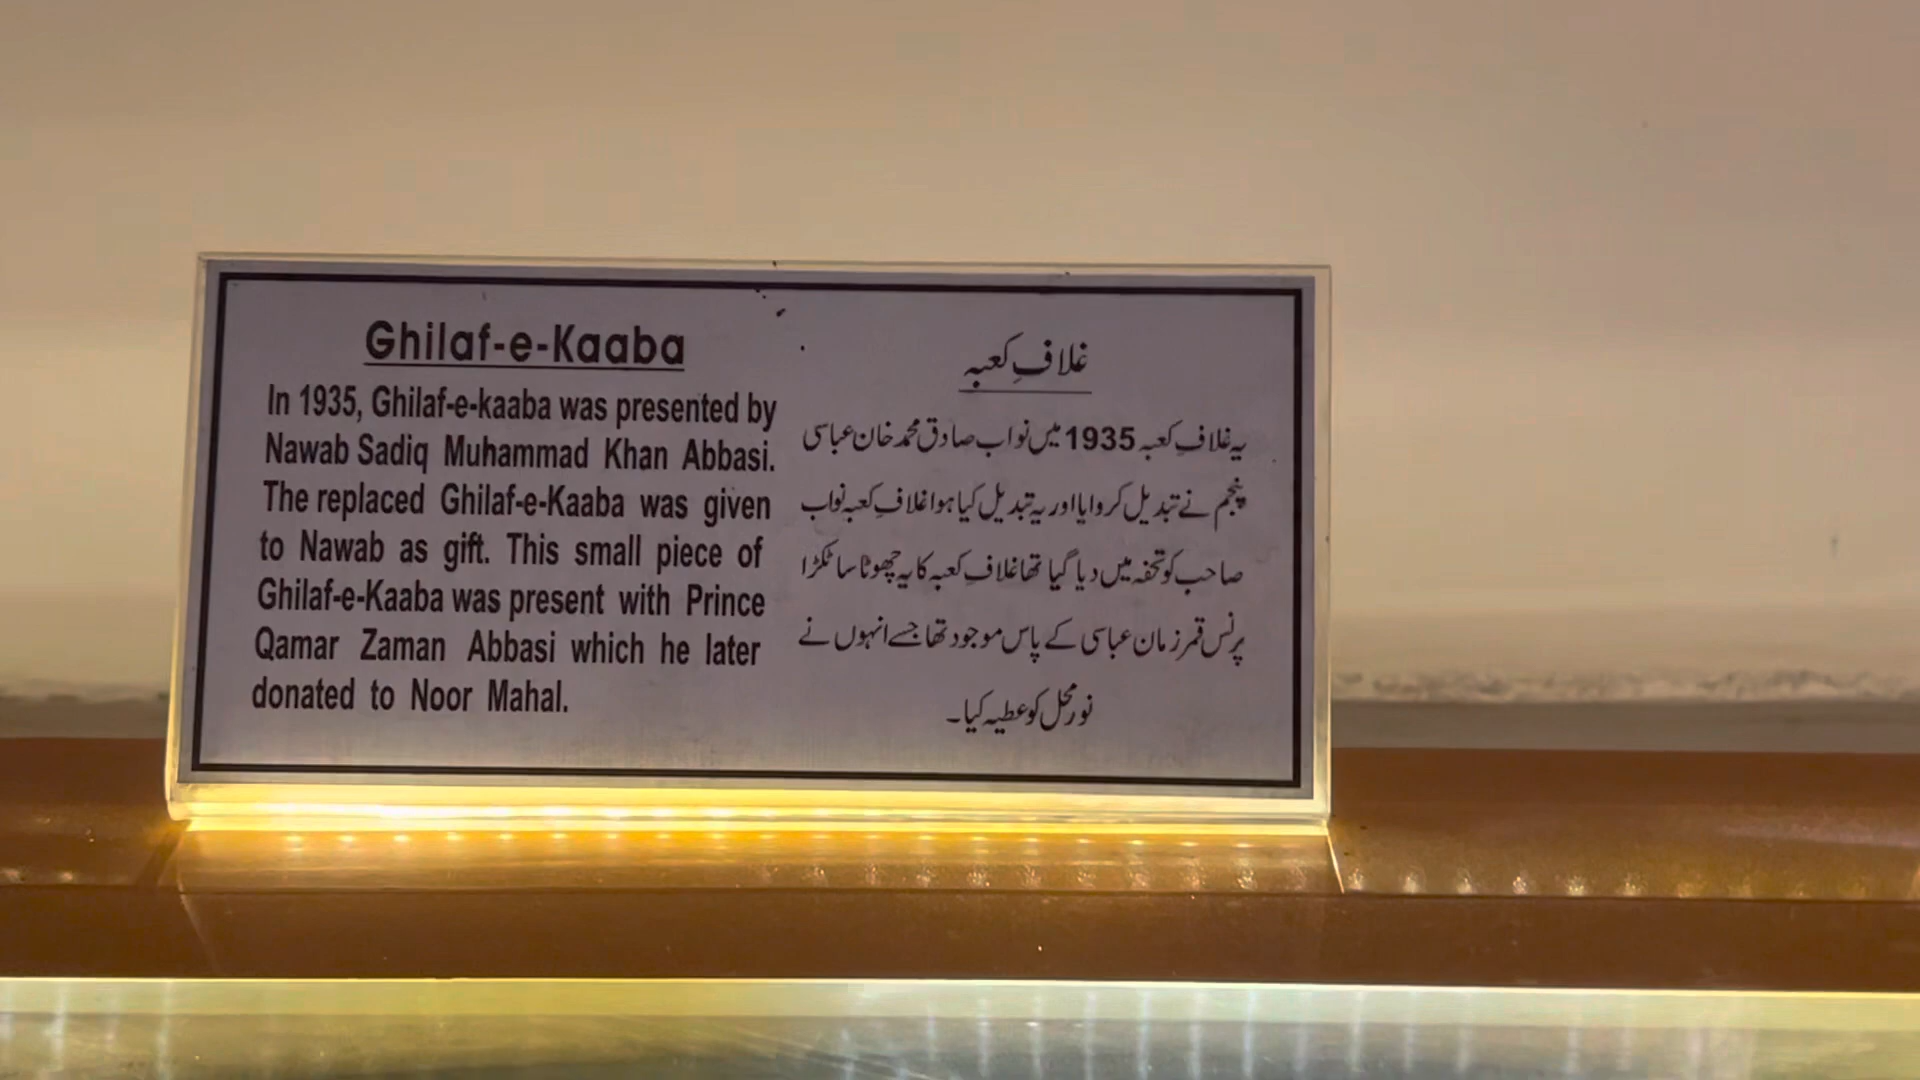 Ghilaf-e-Kaaba
In 1935, Ghilaf-e-kaaba was presented by
Nawab Sadiq Muhammad Khan Abbasi.
The replaced Ghilaf-e-Kaaba was given
to Nawab as gift. This small piece of
Ghilaf-e-Kaaba was present with Prince
Qamar Zaman Abbasi which he later
donated to Noor Mahal.
غلافِ کعبہ
یہ غلافِ کعبہ 1935 میں نواب صادق محمد خان عباسی
پنجم نے تبدیل کروایا اور یہ تبدیل کیا ہوا غلافِ کعبہ نواب
صاحب کو تحفہ میں دیا گیا تھا غلافِ کعبہ کا یہ چھوٹا سا ٹکڑا
پرنس قمر زمان عباسی کے پاس موجود تھا جسے انہوں نے
نور محل کو عطیہ کیا۔